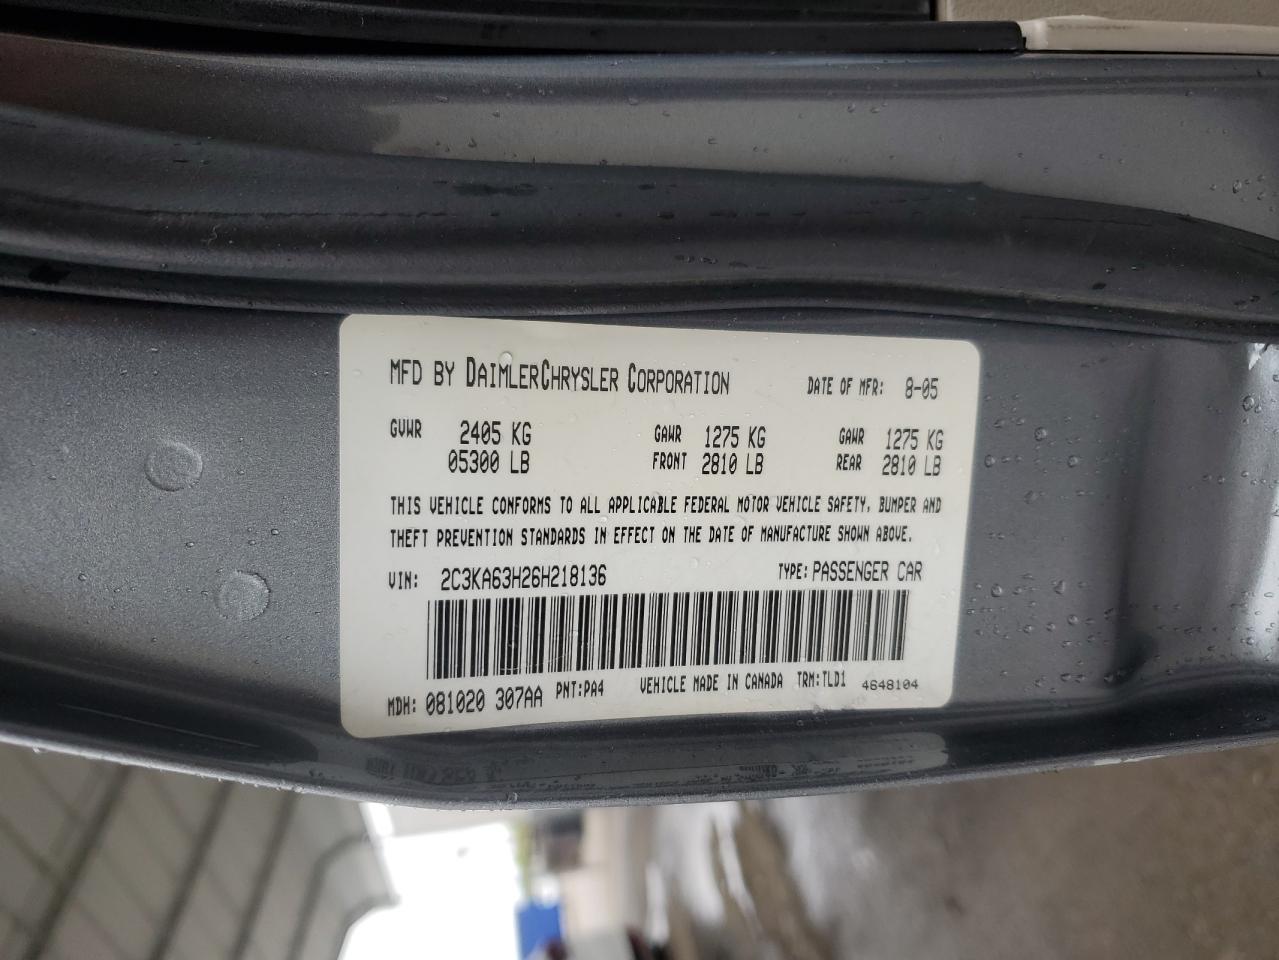 MFD BY DAIMLERCHRYSLER CORPORATION DATE OF MFR: 8-05
GVWR 2405 KG GAWR 1275 KG GAWR 1275 KG
05300 LB FRONT 2810 LB REAR 2810 LB
THIS VEHICLE CONFORMS TO ALL APPLICABLE FEDERAL MOTOR VEHICLE SAFETY, BUMPER AND
THEFT PREVENTION STANDARDS IN EFFECT ON THE DATE OF MANUFACTURE SHOWN ABOVE.
VIN: 2C3KA63H26H218136 TYPE: PASSENGER CAR
MDH: 081020 307AA PNT: PA4 VEHICLE MADE IN CANADA TRM: TLD1 4648104